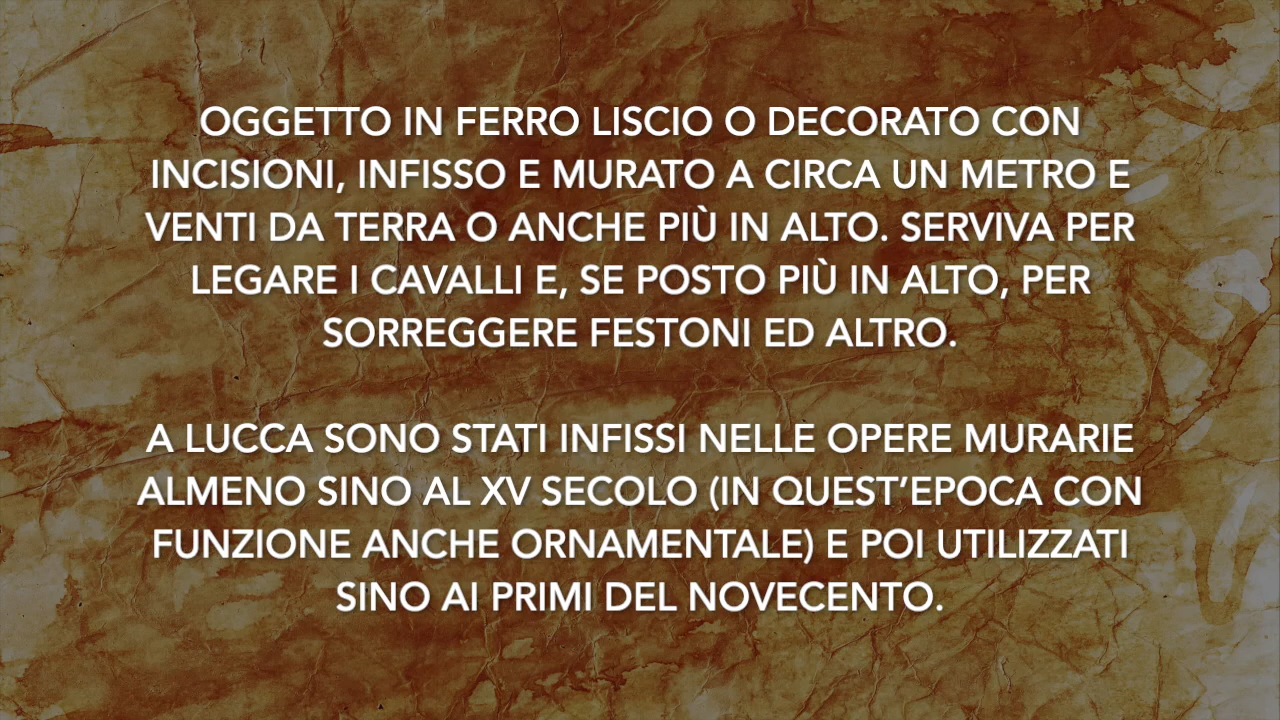 OGGETTO IN FERRO LISCIO O DECORATO CON
INCISIONI, INFISSO E MURATO A CIRCA UN METRO E
VENTI DA TERRA O ANCHE PIÙ IN ALTO. SERVIVA PER
LEGARE I CAVALLI E, SE POSTO PIÙ IN ALTO, PER
SORREGGERE FESTONI ED ALTRO.
A LUCCA SONO STATI INFISSI NELLE OPERE MURARIE
ALMENO SINO AL XV SECOLO (IN QUEST’EPOCA CON
FUNZIONE ANCHE ORNAMENTALE) E POI UTILIZZATI
SINO AI PRIMI DEL NOVECENTO.